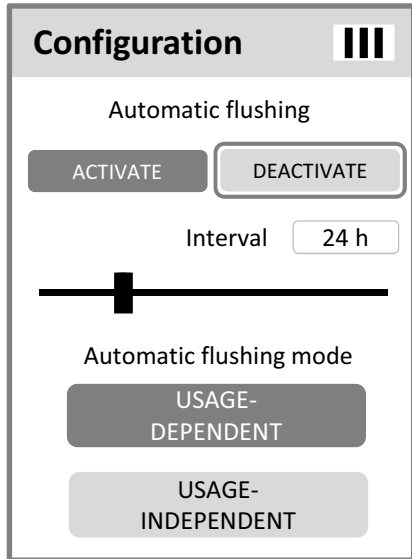 Configuration
Automatic flushing
ACTIVATE DEACTIVATE
Interval 24 h
Automatic flushing mode
USAGE-
DEPENDENT
USAGE-
INDEPENDENT